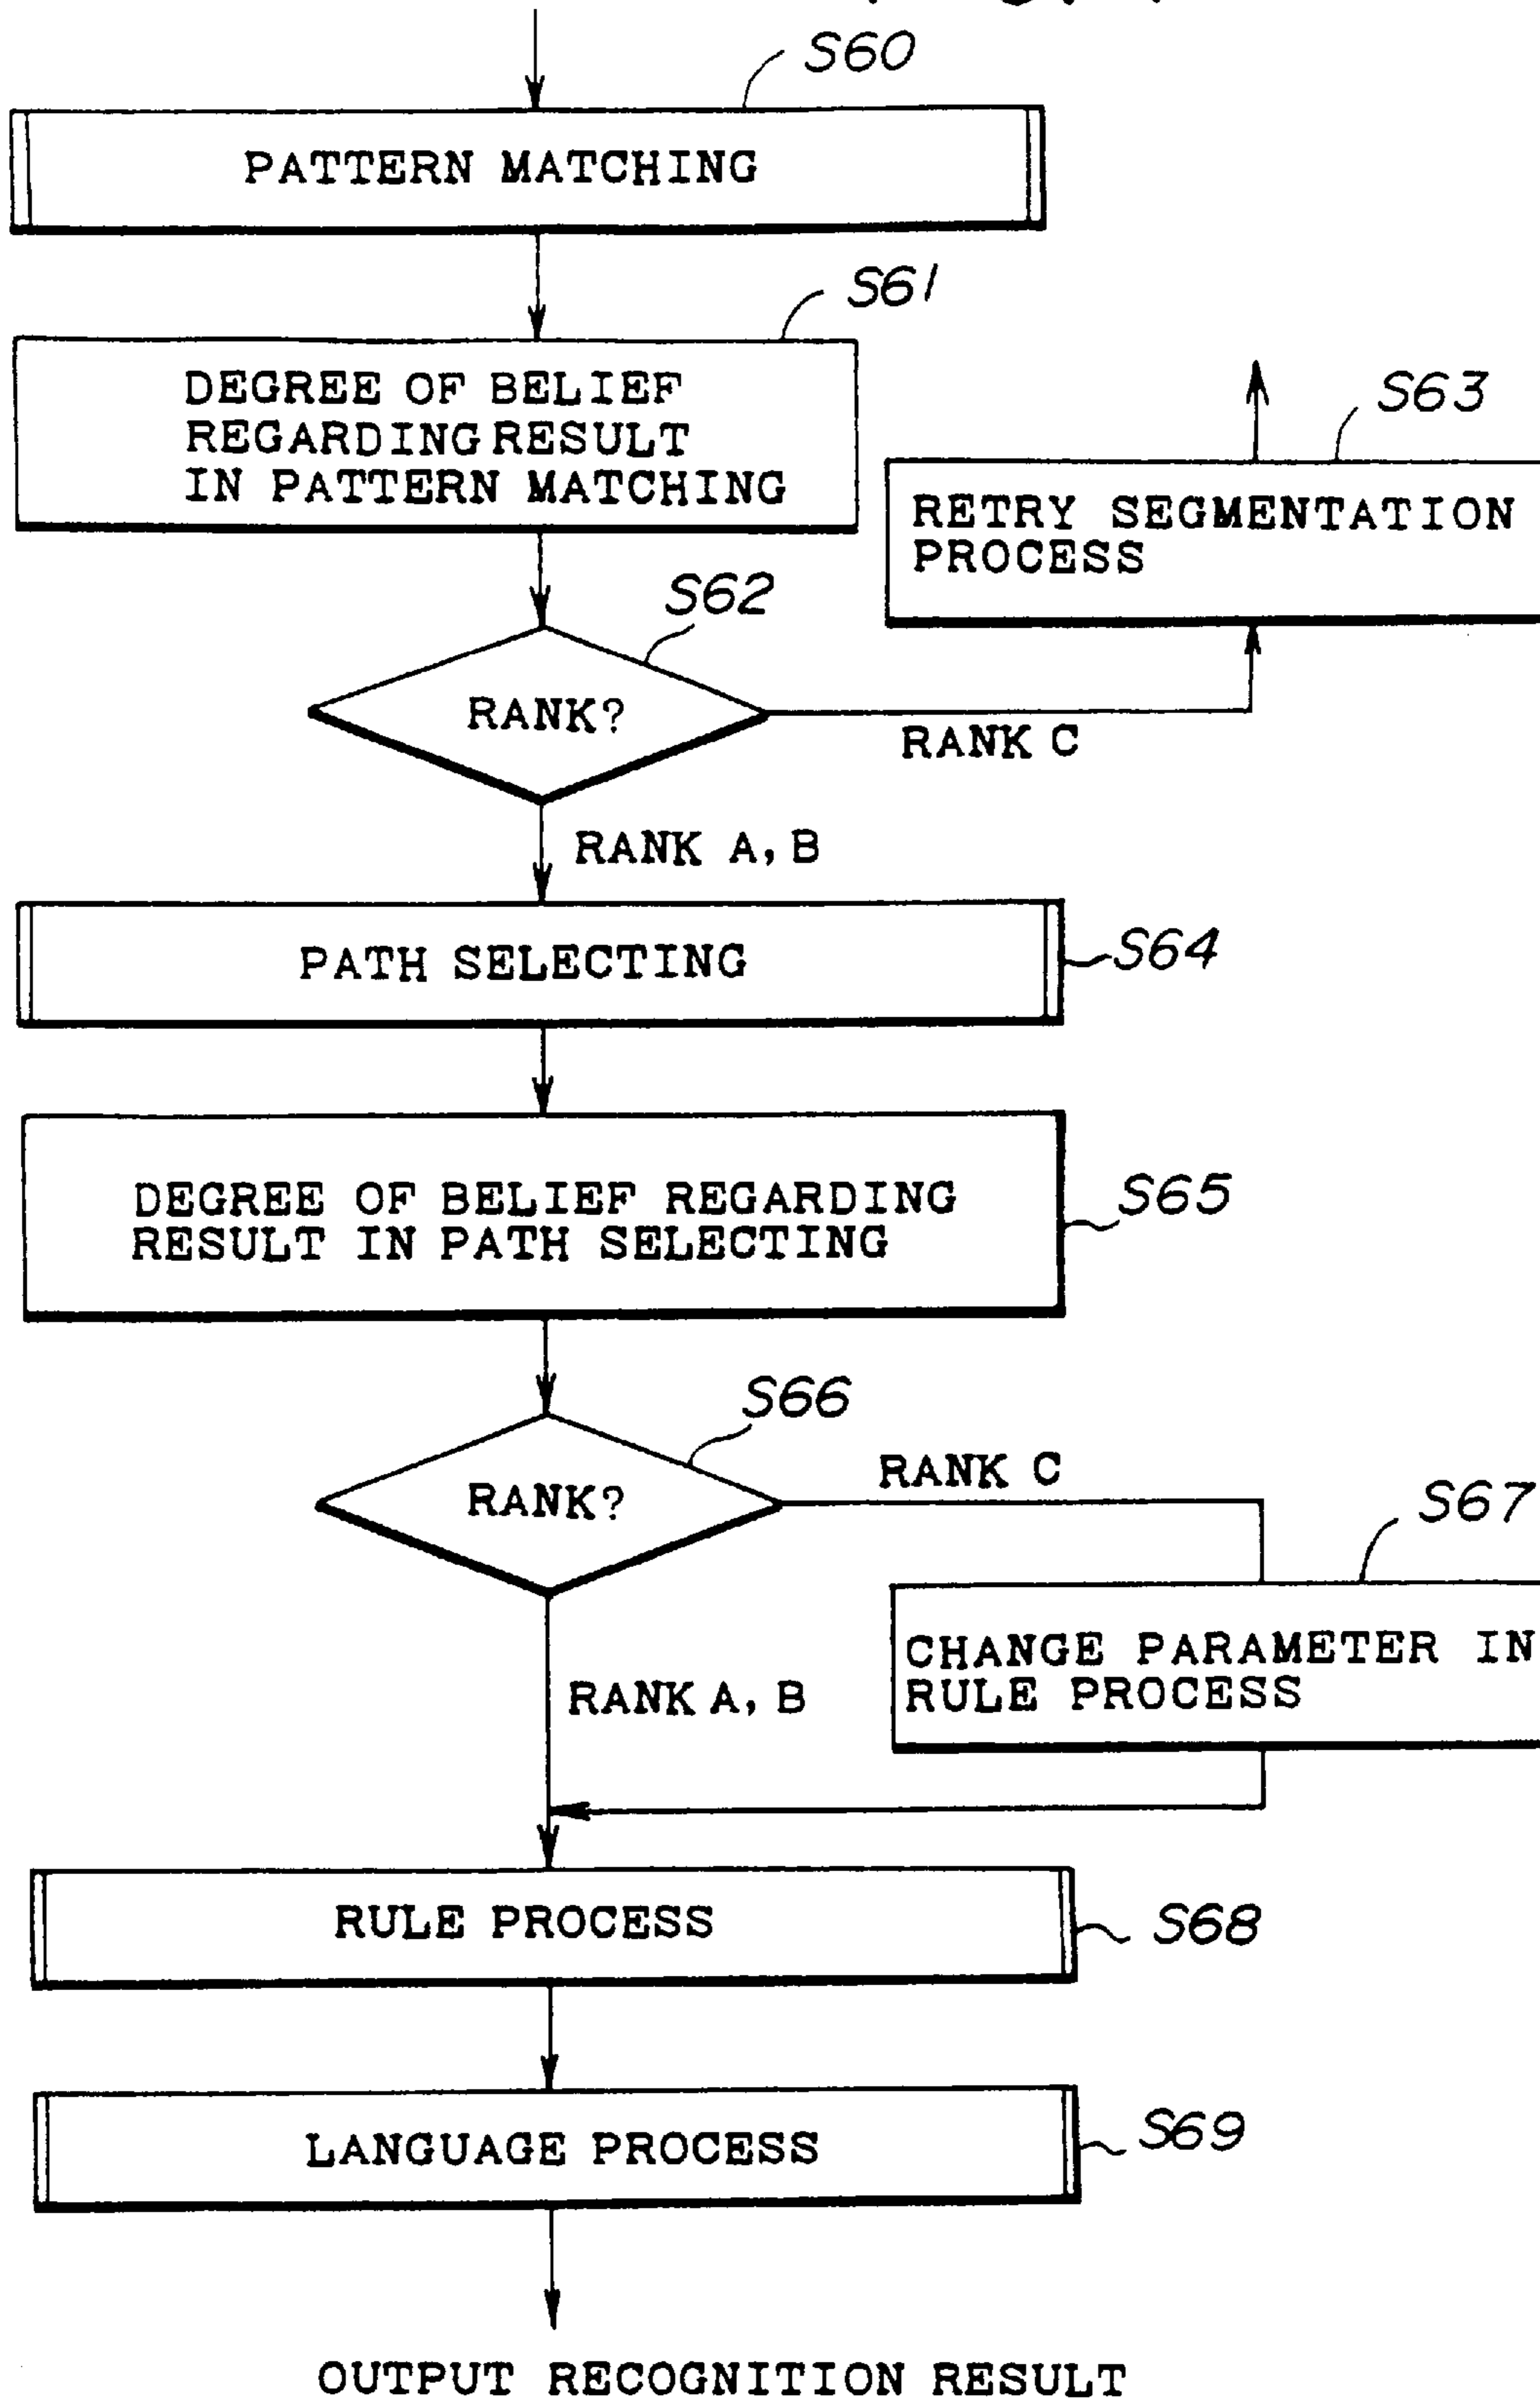 S60
PATTERN MATCHING
S61
DEGREE OF BELIEF
REGARDING RESULT
IN PATTERN MATCHING
S63
RETRY SEGMENTATION
PROCESS
S62
RANK?
RANK C
RANK A, B
PATH SELECTING
S64
DEGREE OF BELIEF REGARDING
RESULT IN PATH SELECTING
S65
S66
RANK?
RANK C
S67
CHANGE PARAMETER IN
RULE PROCESS
RANK A, B
RULE PROCESS
S68
LANGUAGE PROCESS
S69
OUTPUT RECOGNITION RESULT